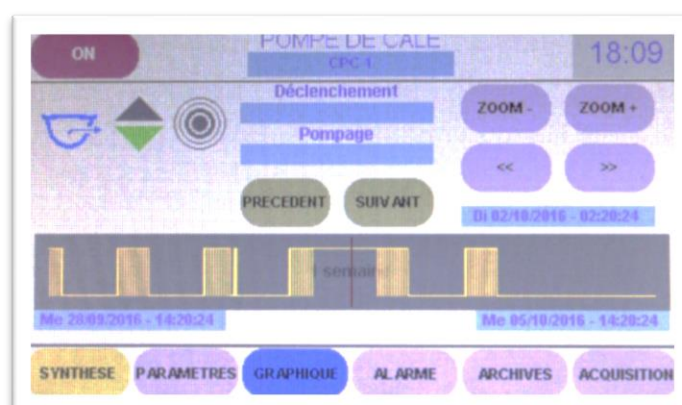 ON
POMPE DE CALE
CPC 1
18:09
Déclenchement
Pompage
ZOOM -
ZOOM +
<<
>>
PRECEDENT
SUIVANT
Di 02/10/2016 - 02:20:24
1 semaine
Me 28/09/2016 - 14:20:24
Me 05/10/2016 - 14:20:24
SYNTHESE
PARAMETRES
GRAPHIQUE
ALARME
ARCHIVES
ACQUISITION